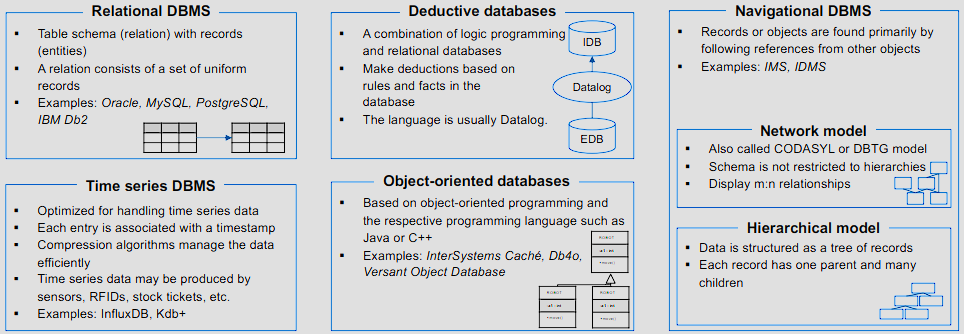 Relational DBMS
Table schema (relation) with records
(entities)
A relation consists of a set of uniform
records
Examples: Oracle, MySQL, PostgreSQL,
IBM Db2
Deductive databases
A combination of logic programming
and relational databases
Make deductions based on
rules and facts in the
database
The language is usually Datalog.
IDB
Datalog
EDB
Navigational DBMS
Records or objects are found primarily by
following references from other objects
Examples: IMS, IDMS
Network model
Also called CODASYL or DBTG model
Schema is not restricted to hierarchies
Display m:n relationships
Hierarchical model
Data is structured as a tree of records
Each record has one parent and many
children
Time series DBMS
Optimized for handling time series data
Each entry is associated with a timestamp
Compression algorithms manage the data
efficiently
Time series data may be produced by
sensors, RFIDs, stock tickets, etc.
Examples: InfluxDB, Kdb+
Object-oriented databases
Based on object-oriented programming and
the respective programming language such as
Java or C++
Examples: InterSystems Caché, Db4o,
Versant Object Database
ROBOT
ROBOT
ROBOT